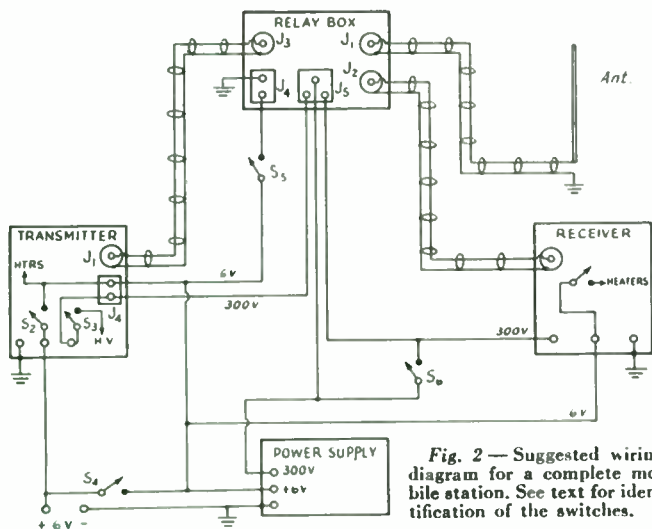 RELAY BOX
J3
J1
J2
J4
J5
Ant.
S5
TRANSMITTER
J1
HTRS
J4
S2
S3
HV
6V
300V
RECEIVER
HEATERS
300V
S6
6V
POWER SUPPLY
300V
+6V
S4
+ 6V -
Fig. 2 — Suggested wirin
diagram for a complete mo
bile station. See text for iden
tification of the switches.